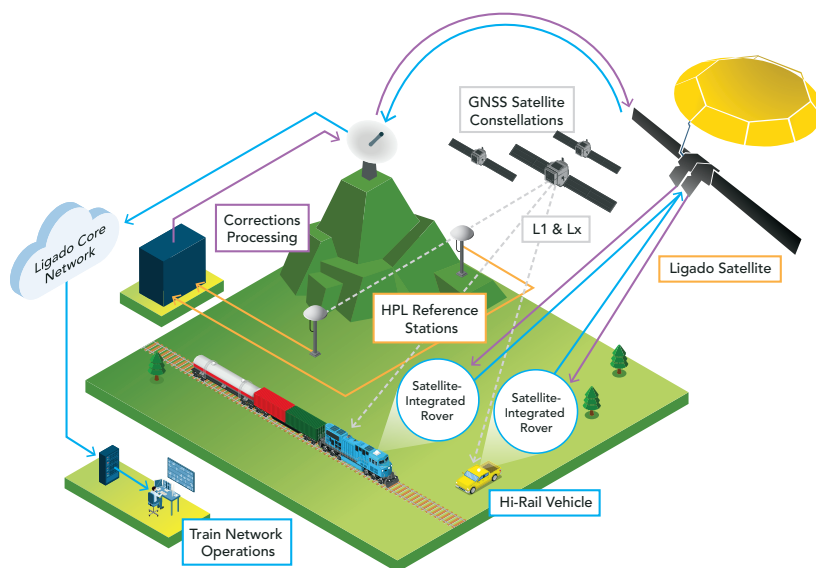 GNSS Satellite
Constellations
L1 & Lx
Ligado Satellite
Corrections
Processing
Ligado Core
Network
HPL Reference
Stations
Satellite-
Integrated
Rover
Satellite-
Integrated
Rover
Hi-Rail Vehicle
Train Network
Operations